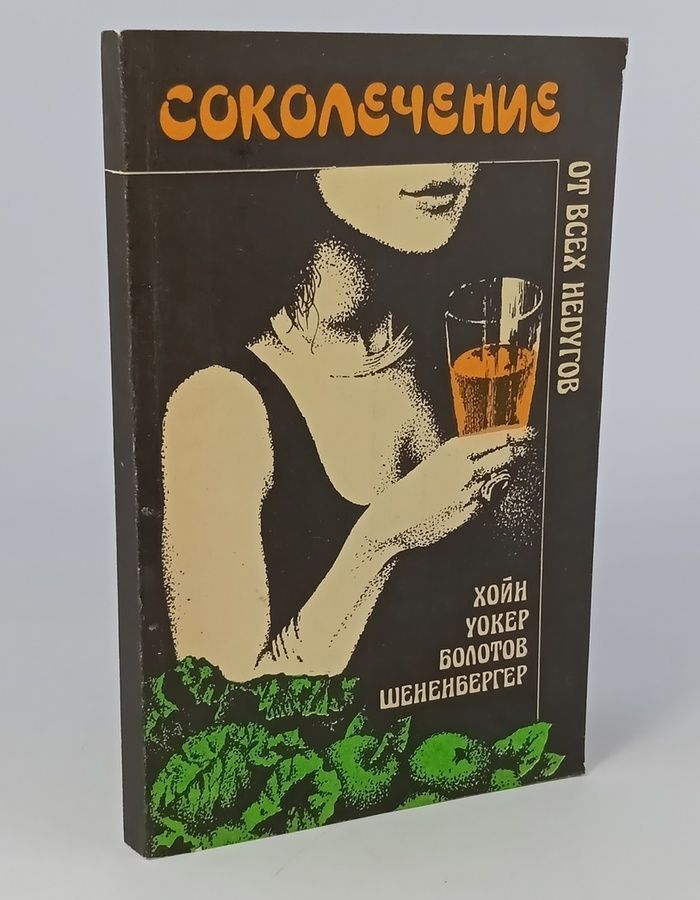 СОКОЛЕЧЕНИЕ
ОТ ВСЕХ НЕДУГОВ
ХОЙН
УОКЕР
БОЛОТОВ
ШЕНЕНБЕРГЕР